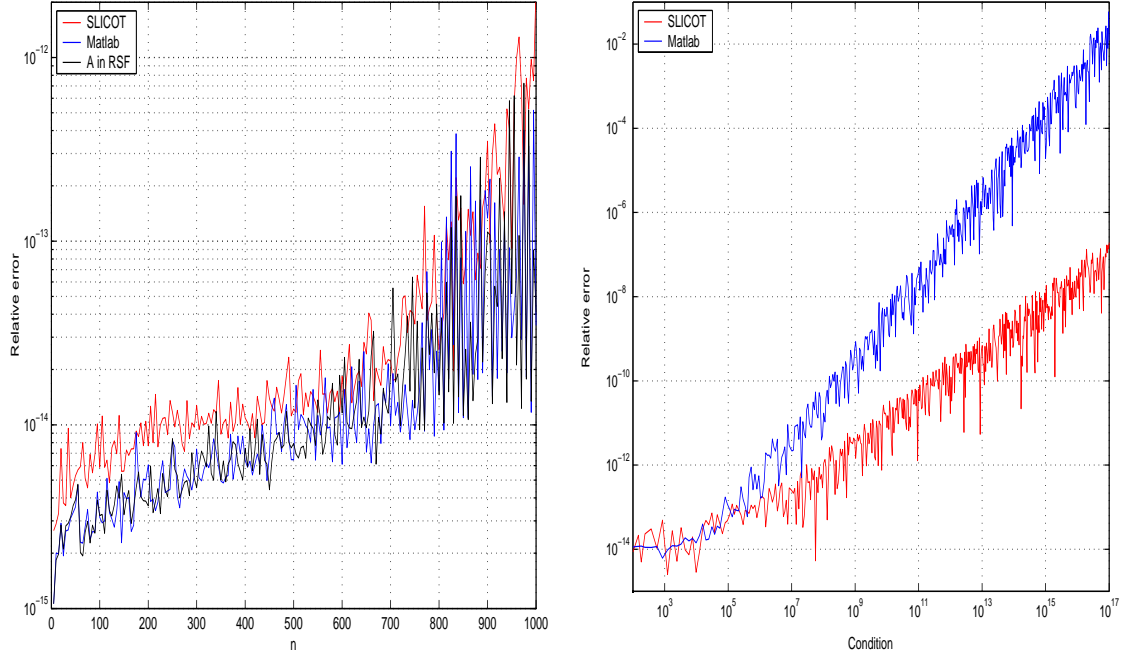 SLICOT
Matlab
A in RSF
10^-12
10^-13
10^-14
10^-15
Relative error
0 100 200 300 400 500 600 700 800 900 1000
n
SLICOT
Matlab
10^-2
10^-4
10^-6
10^-8
10^-10
10^-12
10^-14
Relative error
10^3 10^5 10^7 10^9 10^11 10^13 10^15 10^17
Condition